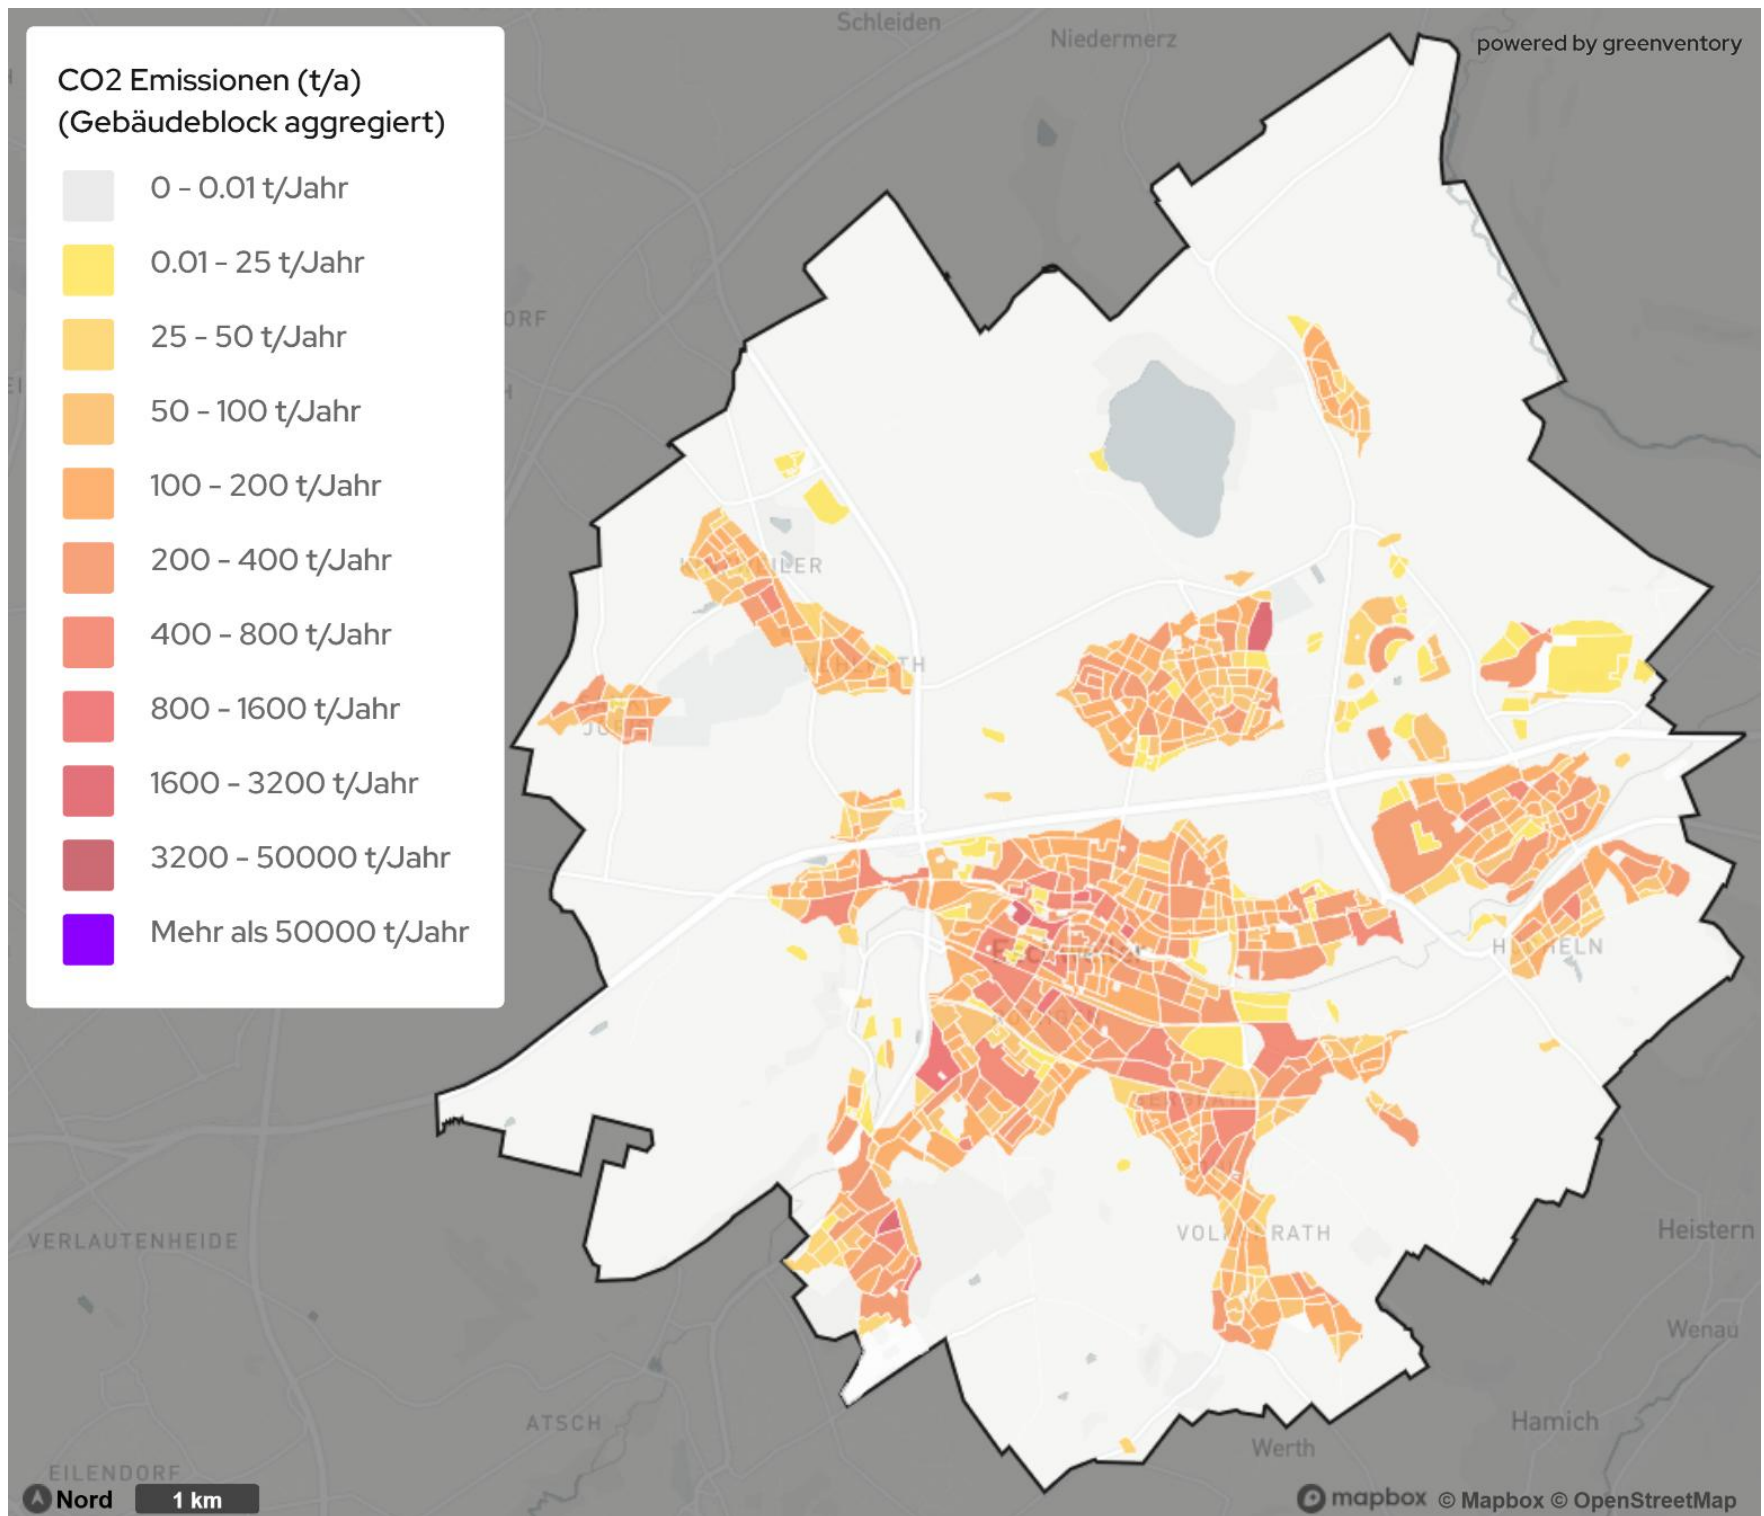 Schleiden
Niedermerz
powered by greenventory
CO2 Emissionen (t/a)
(Gebäudeblock aggregiert)
0 - 0.01 t/Jahr
0.01 - 25 t/Jahr
25 - 50 t/Jahr
50 - 100 t/Jahr
100 - 200 t/Jahr
200 - 400 t/Jahr
400 - 800 t/Jahr
800 - 1600 t/Jahr
1600 - 3200 t/Jahr
3200 - 50000 t/Jahr
Mehr als 50000 t/Jahr
ORF
Eschweiler
VERLAUTENHEIDE
Heistern
Wenau
ATSCH
Hamich
Werth
EILENDORF
Nord
1 km
mapbox © Mapbox © OpenStreetMap